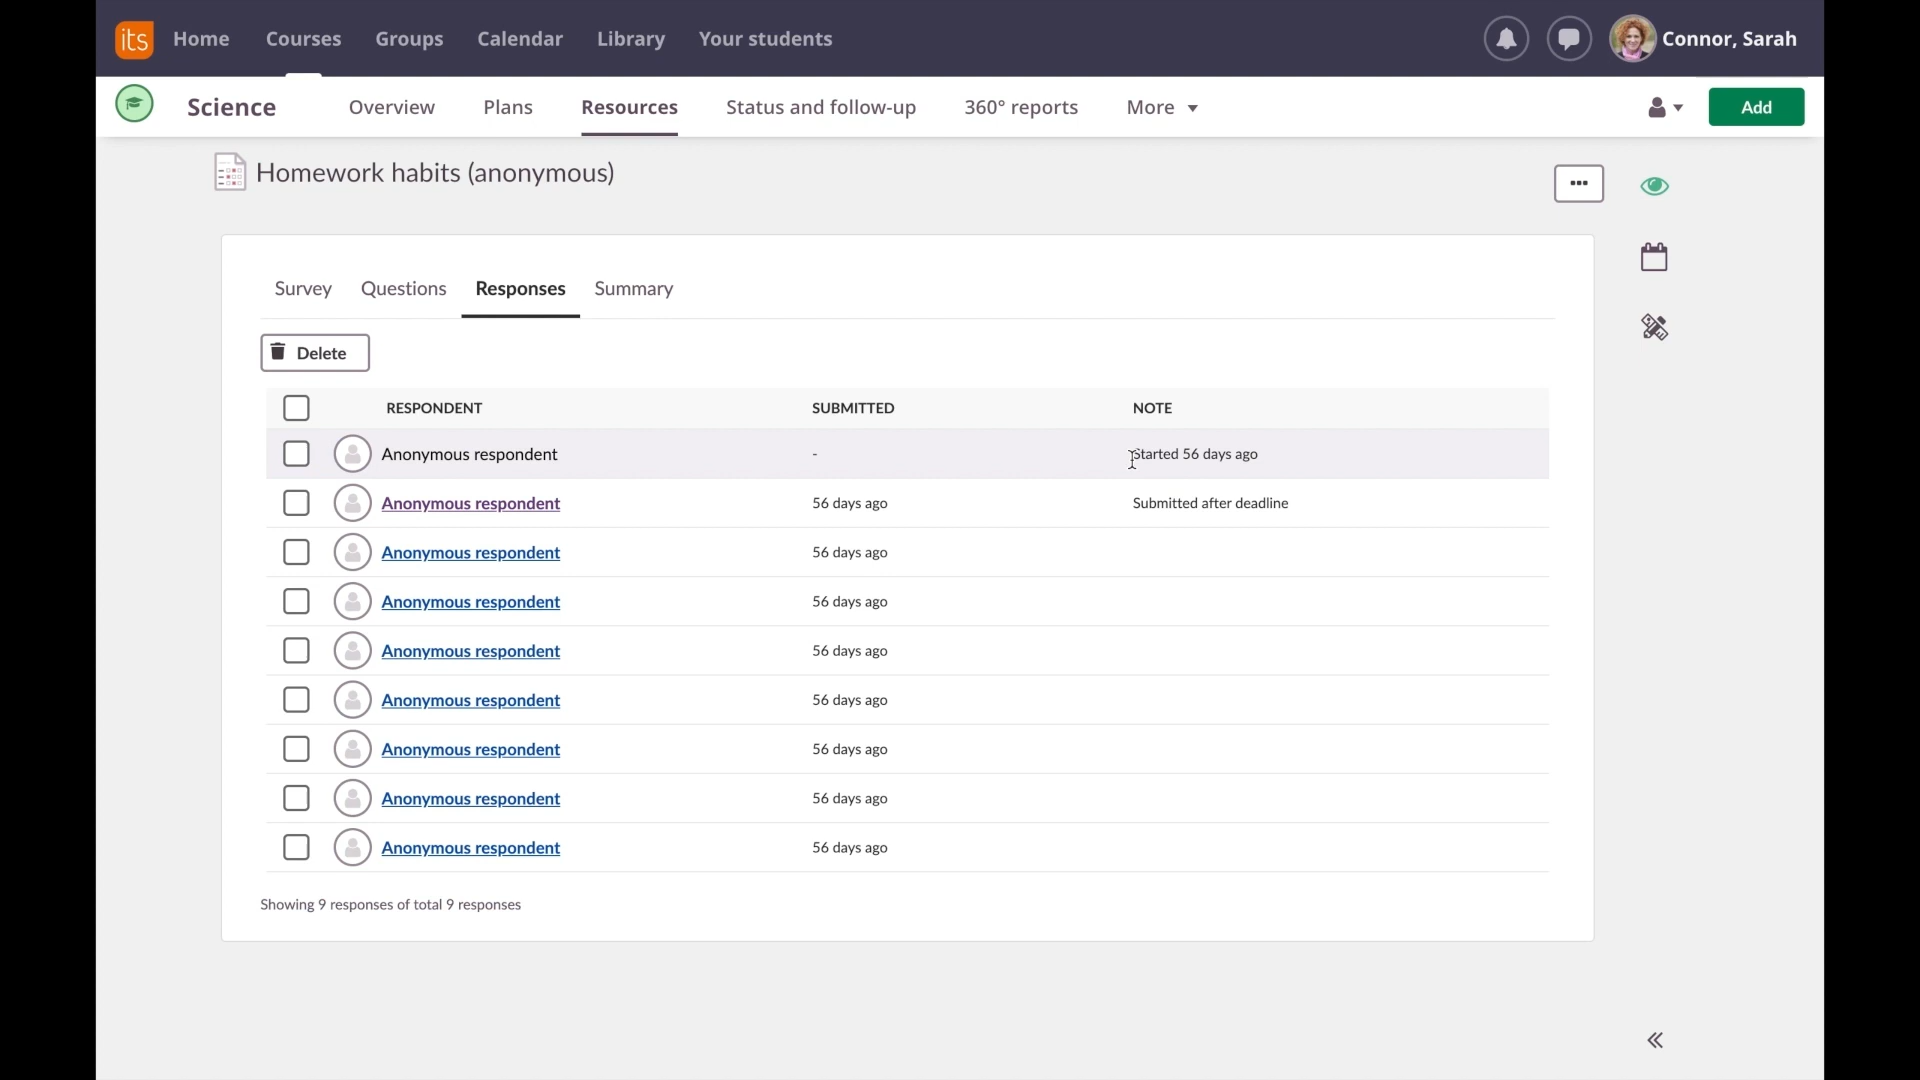 its Home Courses Groups Calendar Library Your students Connor, Sarah
Science Overview Plans Resources Status and follow-up 360° reports More Add
Homework habits (anonymous)
Survey Questions Responses Summary
Delete
RESPONDENT SUBMITTED NOTE
Anonymous respondent - Started 56 days ago
Anonymous respondent 56 days ago Submitted after deadline
Anonymous respondent 56 days ago
Anonymous respondent 56 days ago
Anonymous respondent 56 days ago
Anonymous respondent 56 days ago
Anonymous respondent 56 days ago
Anonymous respondent 56 days ago
Anonymous respondent 56 days ago
Showing 9 responses of total 9 responses